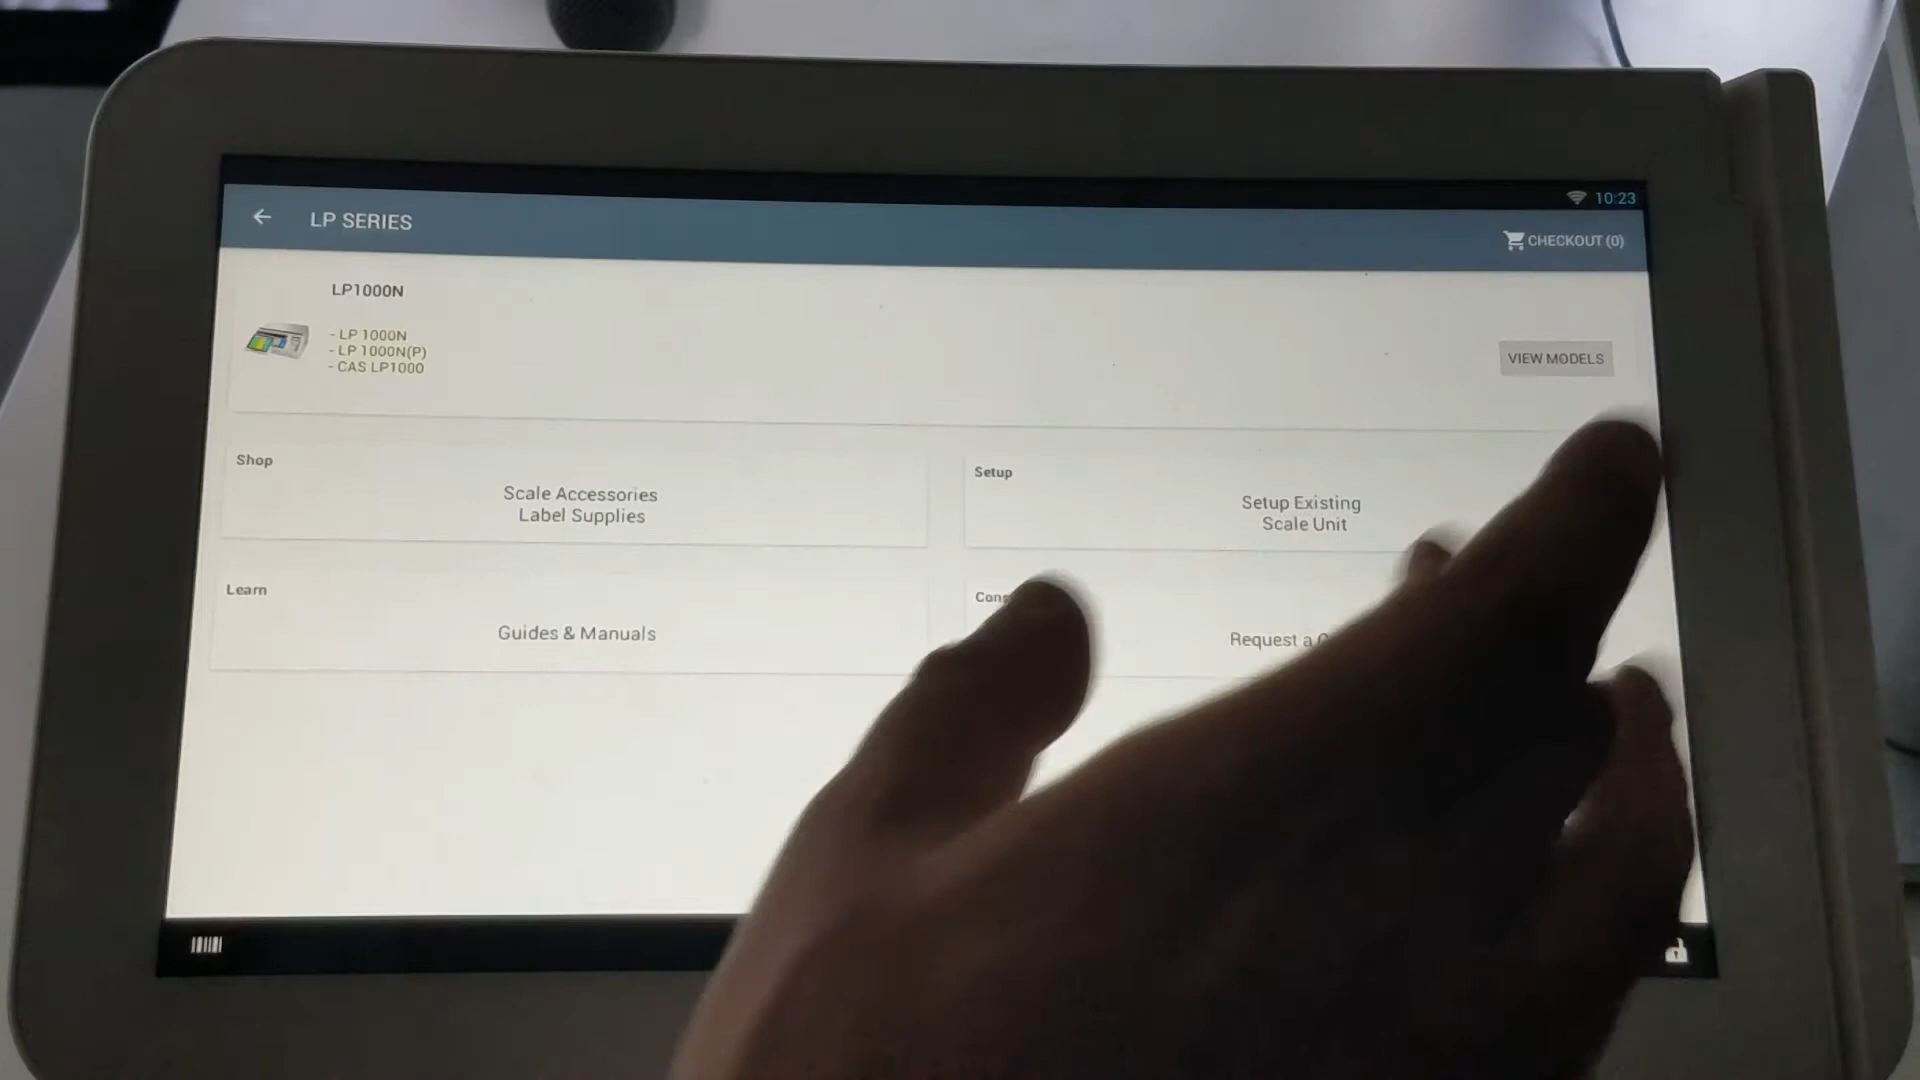 10:23
LP SERIES
CHECKOUT (0)
LP1000N
- LP 1000N
- LP 1000N(P)
- CAS LP1000
VIEW MODELS
Shop
Scale Accessories
Label Supplies
Setup
Setup Existing
Scale Unit
Learn
Guides & Manuals
Request a